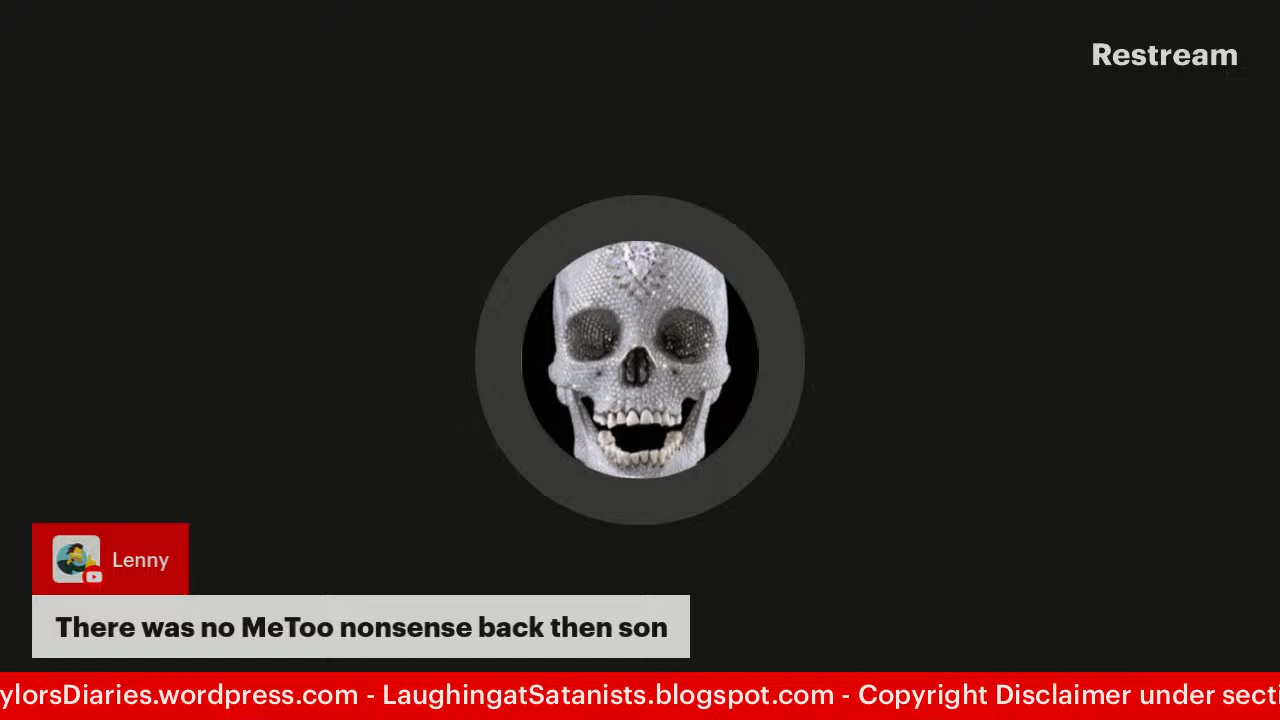 Restream
Lenny
There was no MeToo nonsense back then son
ylorsDiaries.wordpress.com - LaughingatSatanists.blogspot.com - Copyright Disclaimer under secti